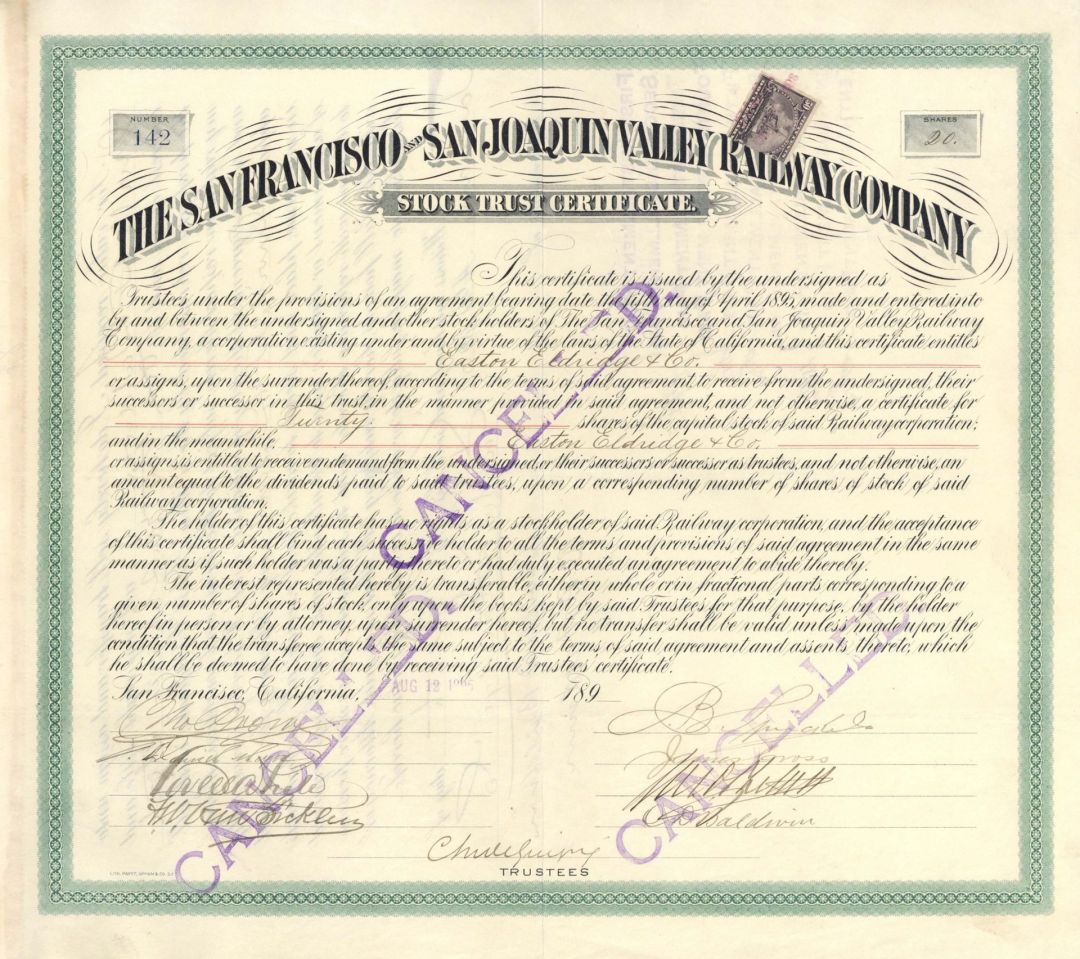 NUMBER
142
SHARES
20.
THE SAN FRANCISCO AND SAN JOAQUIN VALLEY RAILWAY COMPANY
STOCK TRUST CERTIFICATE.
This certificate is issued by the undersigned as
Trustees under the provisions of an agreement bearing date the fifth day of April 1895, made and entered into
by and between the undersigned and other stock holders of The San Francisco and San Joaquin Valley Railway
Company, a corporation existing under and by virtue of the laws of the State of California, and this certificate entitles
Easton Eldridge & Co.
or assigns, upon the surrender thereof, according to the terms of said agreement, to receive from the undersigned, their
successors or successor in this trust, in the manner provided in said agreement, and not otherwise, a certificate for
Twenty. shares of the capital stock of said Railway corporation;
and in the meanwhile, Easton Eldridge & Co.
or assigns, is entitled to receive on demand from the undersigned, or their successors or successor as trustees, and not otherwise, an
amount equal to the dividends paid to said trustees, upon a corresponding number of shares of stock of said
Railway corporation.
The holder of this certificate has no rights as a stockholder of said Railway corporation, and the acceptance
of this certificate shall bind each successive holder to all the terms and provisions of said agreement in the same
manner as if such holder was a party thereto or had duly executed an agreement to abide thereby.
The interest represented hereby is transferable, either in whole or in fractional parts corresponding to a
given number of shares of stock, only upon the books kept by said Trustees for that purpose, by the holder
hereof in person or by attorney, upon surrender hereof, but no transfer shall be valid unless made upon the
condition that the transferee accepts the same subject to the terms of said agreement and assents thereto, which
he shall be deemed to have done by receiving said Trustees certificate.
San Francisco, California, AUG 12 1895 189
James Cross
F. W. Van Sicklen
O D Baldwin
TRUSTEES
CANCELLED.
CANCELLED.
CANCELLED.